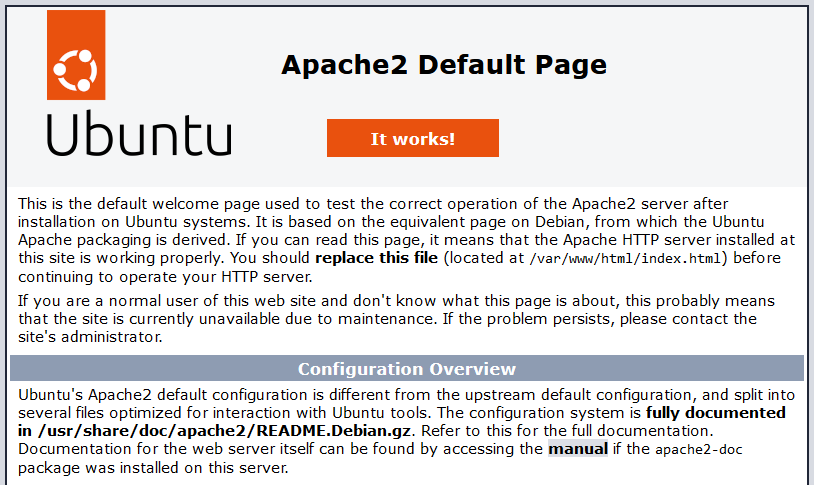 Apache2 Default Page
Ubuntu
It works!
This is the default welcome page used to test the correct operation of the Apache2 server after
installation on Ubuntu systems. It is based on the equivalent page on Debian, from which the Ubuntu
Apache packaging is derived. If you can read this page, it means that the Apache HTTP server installed at
this site is working properly. You should replace this file (located at /var/www/html/index.html) before
continuing to operate your HTTP server.
If you are a normal user of this web site and don't know what this page is about, this probably means
that the site is currently unavailable due to maintenance. If the problem persists, please contact the
site's administrator.
Configuration Overview
Ubuntu's Apache2 default configuration is different from the upstream default configuration, and split into
several files optimized for interaction with Ubuntu tools. The configuration system is fully documented
in /usr/share/doc/apache2/README.Debian.gz. Refer to this for the full documentation.
Documentation for the web server itself can be found by accessing the manual if the apache2-doc
package was installed on this server.